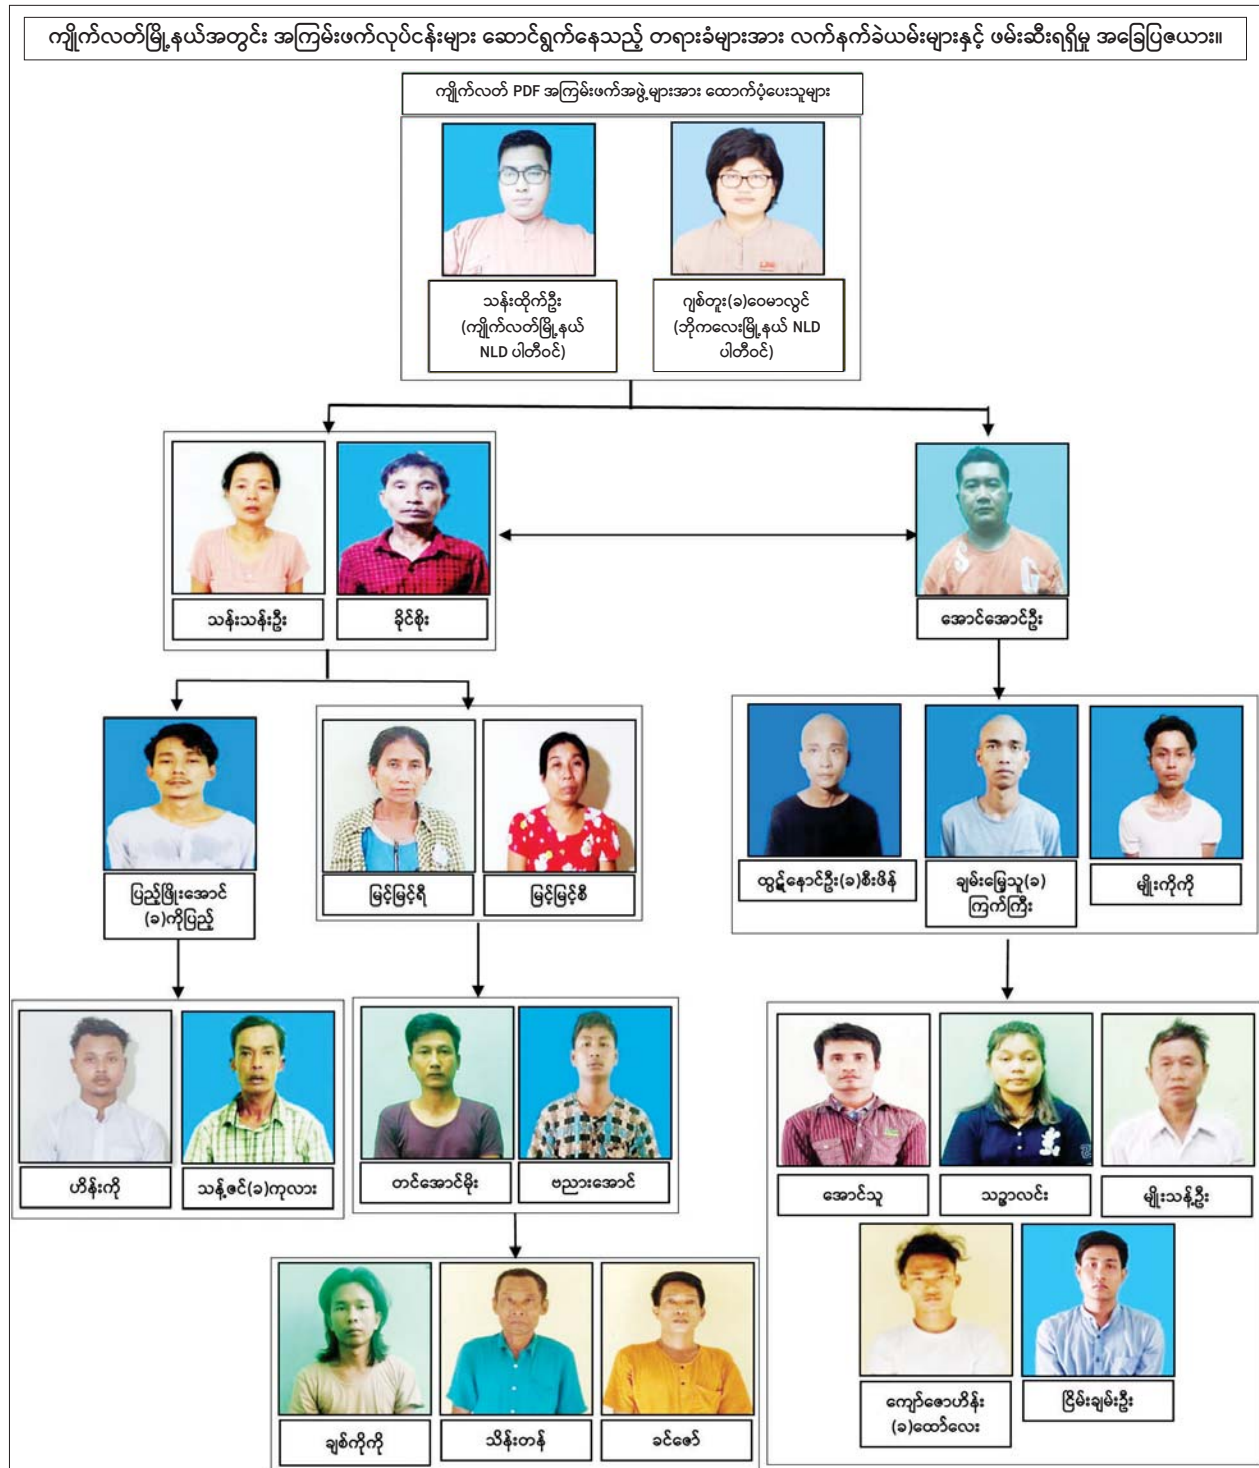 ကျိုက်လတ်မြို့နယ်အတွင်း အကြမ်းဖက်လုပ်ငန်းများ ဆောင်ရွက်နေသည့် တရားခံများအား လက်နက်ခဲယမ်းများနှင့် ဖမ်းဆီးရရှိမှု အခြေပြဇယား။
ကျိုက်လတ် PDF အကြမ်းဖက်အဖွဲ့များအား ထောက်ပံ့ပေးသူများ
သန်းထိုက်ဦး
(ကျိုက်လတ်မြို့နယ်
NLD ပါတီဝင်)
ဂျစ်တူး(ခ)ဝေမာလွင်
(ဘိုကလေးမြို့နယ် NLD
ပါတီဝင်)
သန်းသန်းဦး
ခိုင်စိုး
အောင်အောင်ဦး
ပြည့်ဖြိုးအောင်
(ခ)ကိုပြည့်
မြင့်မြင့်ရီ
မြင့်မြင့်စီ
ထွဋ်နောင်ဦး(ခ)စီးဖိန်
ချမ်းမြေ့သူ(ခ)
ကြက်ကြီး
မျိုးကိုကို
ဟိန်းကို
သန့်ဇင်(ခ)ကုလား
တင်အောင်မိုး
ဗညားအောင်
အောင်သူ
သဥ္ဇာလင်း
မျိုးသန့်ဦး
ချစ်ကိုကို
သိန်းတန်
ခင်ဇော်
ကျော်ဇောဟိန်း
(ခ)ထော်လေး
ငြိမ်းချမ်းဦး